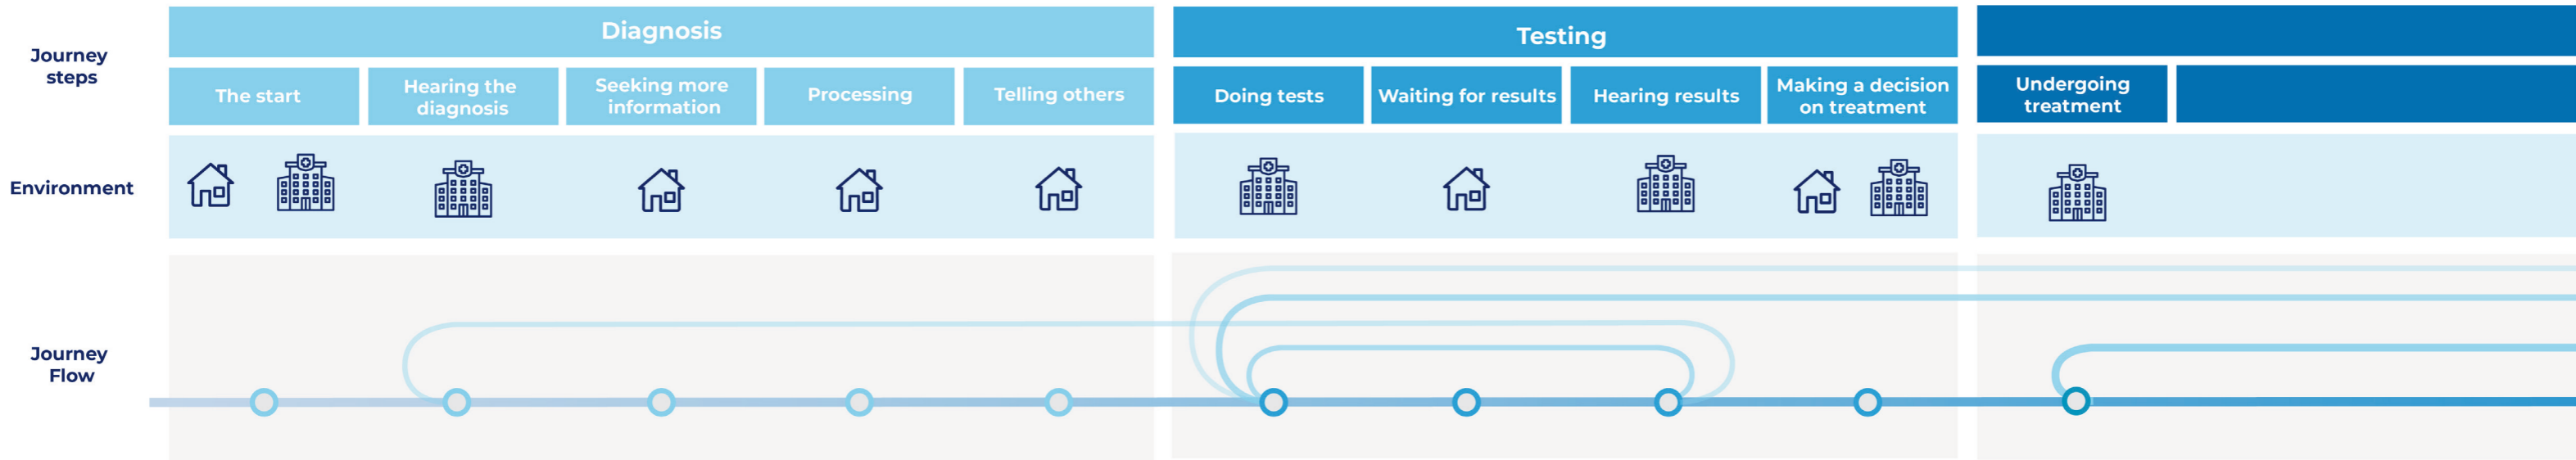 Journey
steps
Diagnosis
Testing
The start
Hearing the
diagnosis
Seeking more
information
Processing
Telling others
Doing tests
Waiting for results
Hearing results
Making a decision
on treatment
Undergoing
treatment
Environment
Journey
Flow